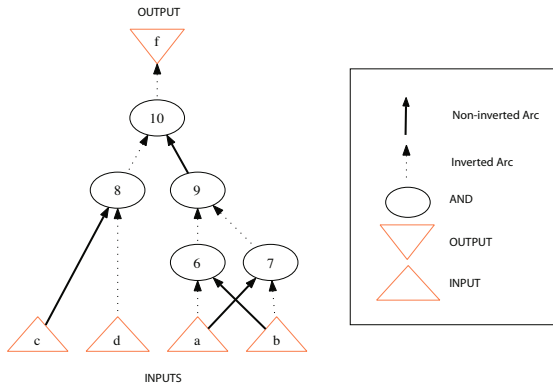 OUTPUT
f
10
8
9
6
7
c
d
a
b
INPUTS
Non-inverted Arc
Inverted Arc
AND
OUTPUT
INPUT